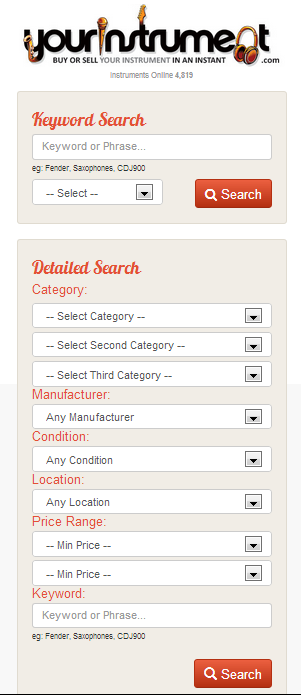 yourinstrument
BUY OR SELL YOUR INSTRUMENT IN AN INSTANT .com
Instruments Online 4,819
Keyword Search
Keyword or Phrase...
eg: Fender, Saxophones, CDJ900
-- Select --
Search
Detailed Search
Category:
-- Select Category --
-- Select Second Category --
-- Select Third Category --
Manufacturer:
Any Manufacturer
Condition:
Any Condition
Location:
Any Location
Price Range:
-- Min Price --
-- Min Price --
Keyword:
Keyword or Phrase...
eg: Fender, Saxophones, CDJ900
Search